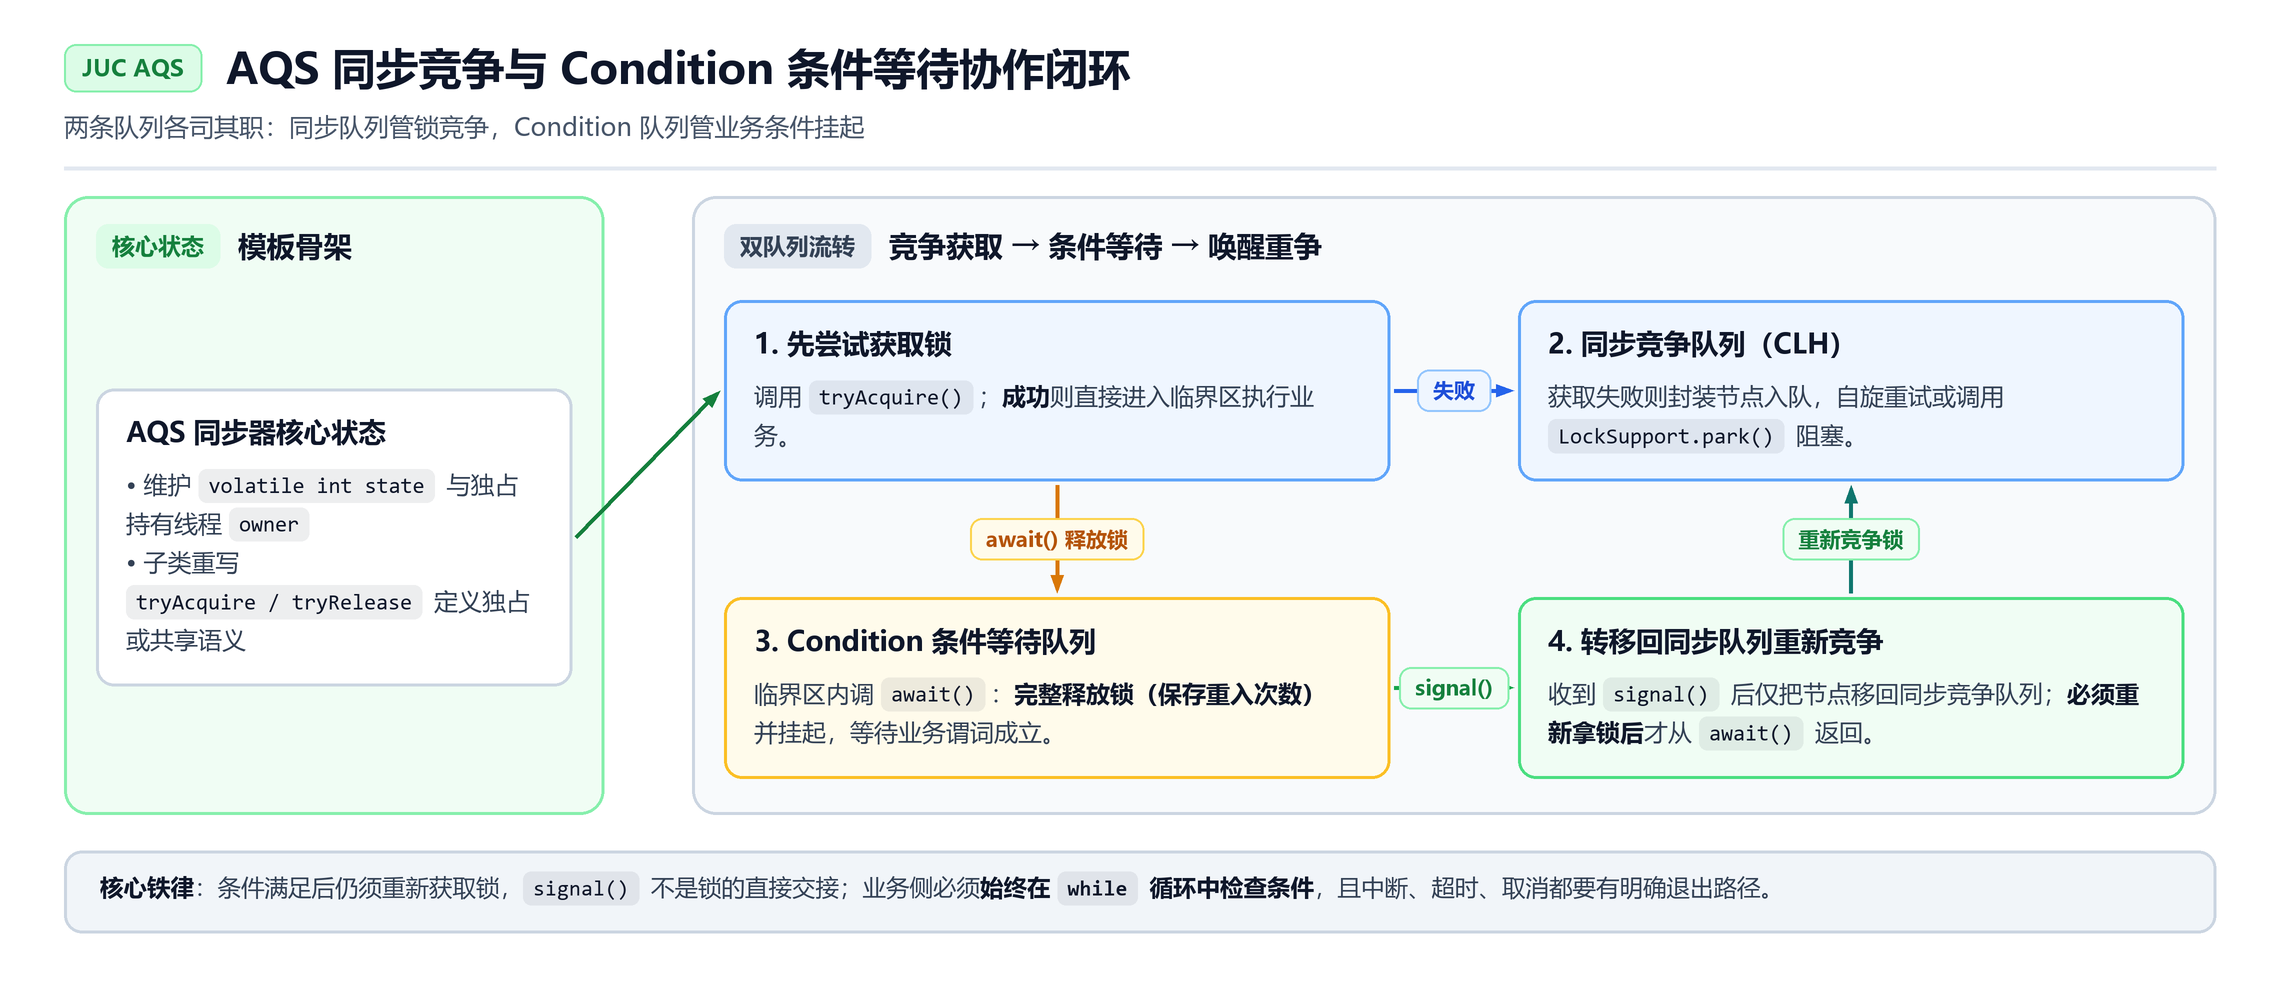 JUC AQS
AQS 同步竞争与 Condition 条件等待协作闭环
两条队列各司其职：同步队列管锁竞争，Condition 队列管业务条件挂起
核心状态 模板骨架
AQS 同步器核心状态
• 维护 volatile int state 与独占
持有线程 owner
• 子类重写
tryAcquire / tryRelease 定义独占
或共享语义
双队列流转 竞争获取 → 条件等待 → 唤醒重争
1. 先尝试获取锁
调用 tryAcquire() ；成功则直接进入临界区执行业
务。
失败
2. 同步竞争队列（CLH）
获取失败则封装节点入队，自旋重试或调用
LockSupport.park() 阻塞。
await() 释放锁
重新竞争锁
3. Condition 条件等待队列
临界区内调 await() ：完整释放锁（保存重入次数）
并挂起，等待业务谓词成立。
signal()
4. 转移回同步队列重新竞争
收到 signal() 后仅把节点移回同步竞争队列；必须重
新拿锁后才从 await() 返回。
核心铁律：条件满足后仍须重新获取锁，signal() 不是锁的直接交接；业务侧必须始终在 while 循环中检查条件，且中断、超时、取消都要有明确退出路径。